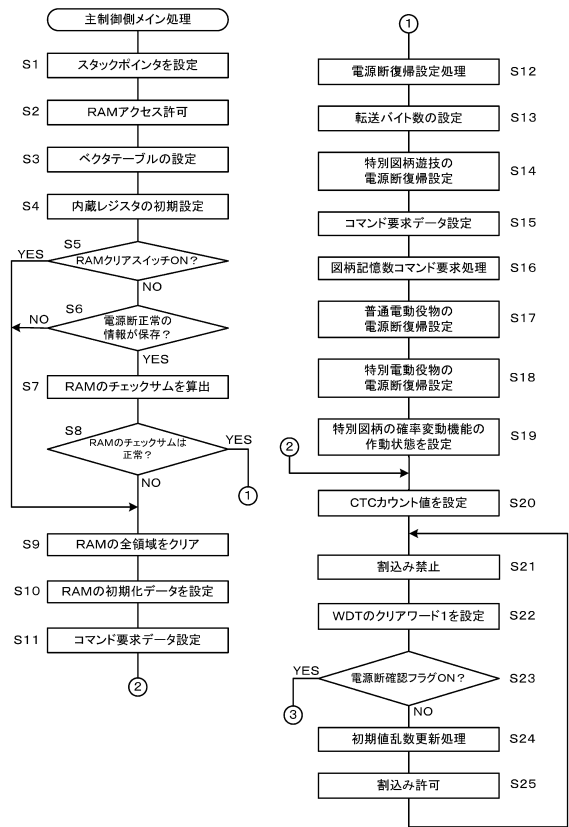 主制御側メイン処理
S1 スタックポインタを設定
S2 RAMアクセス許可
S3 ベクタテーブルの設定
S4 内蔵レジスタの初期設定
S5
YES RAMクリアスイッチON?
NO
S6
NO 電源断正常の
情報が保存?
YES
S7 RAMのチェックサムを算出
S8
RAMのチェックサムは
正常?
YES
①
NO
S9 RAMの全領域をクリア
S10 RAMの初期化データを設定
S11 コマンド要求データ設定
②
①
電源断復帰設定処理 S12
転送バイト数の設定 S13
特別図柄遊技の
電源断復帰設定 S14
コマンド要求データ設定 S15
図柄記憶数コマンド要求処理 S16
普通電動役物の
電源断復帰設定 S17
特別電動役物の
電源断復帰設定 S18
特別図柄の確率変動機能の
作動状態を設定 S19
②
CTCカウント値を設定 S20
割込み禁止 S21
WDTのクリアワード1を設定 S22
YES 電源断確認フラグON? S23
③
NO
初期値乱数更新処理 S24
割込み許可 S25